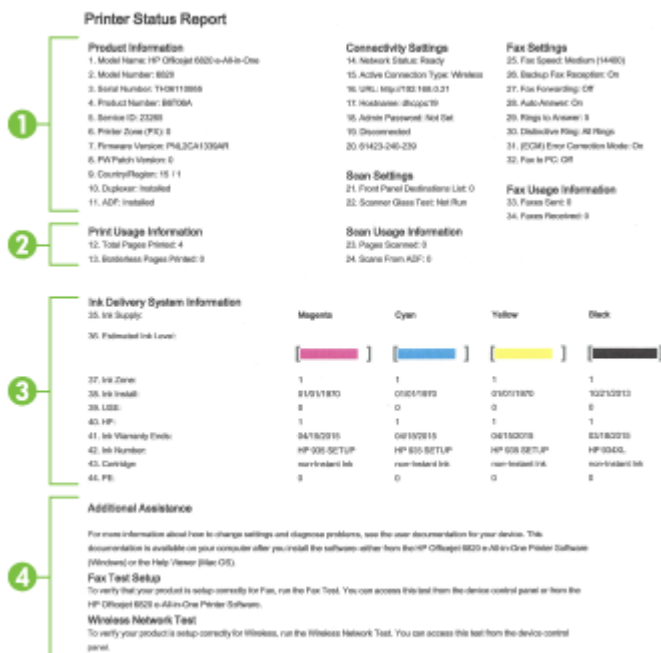 Printer Status Report
1
Product Information
1. Model Name: HP Officejet 6820 e-All-in-One
2. Model Number: 6820
3. Serial Number:
4. Product Number: B6T06A
5. Service ID: 23285
6. Printer Zone (PZ): 0
7. Firmware Version:
8. FW Patch Version: 0
9. Country/Region: 15 / 1
10. Duplexer: Installed
11. ADF: Installed
Connectivity Settings
14. Network Status: Ready
15. Active Connection Type: Wireless
16. URL: http://192.168.0.21
17. Hostname:
18. Admin Password: Not Set
19. Disconnected
20. 61423-240-239
Scan Settings
21. Front Panel Destinations List: 0
22. Scanner Glass Test: Not Run
Fax Settings
25. Fax Speed: Medium (14400)
26. Backup Fax Reception: On
27. Fax Forwarding: Off
28. Auto Answer: On
29. Rings to Answer: 5
30. Distinctive Ring: All Rings
31. (ECM) Error Correction Mode: On
32. Fax to PC: Off
Fax Usage Information
33. Faxes Sent: 0
34. Faxes Received: 0
2
Print Usage Information
12. Total Pages Printed: 4
13. Borderless Pages Printed: 0
Scan Usage Information
23. Pages Scanned: 0
24. Scans From ADF: 0
3
Ink Delivery System Information
35. Ink Supply: Magenta Cyan Yellow Black
36. Estimated Ink Level:
37. Ink Zone: 1 1 1 1
38. Ink Install: 01/01/1970 01/01/1970 01/01/1970 10/21/2013
39. USE: 0 0 0 0
40. HP: 1 1 1 1
41. Ink Warranty Ends: 04/15/2015 04/15/2015 04/15/2015 03/18/2015
42. Ink Number: HP 935 SETUP HP 935 SETUP HP 935 SETUP HP 934XL
43. Cartridge: non-Instant Ink non-Instant Ink non-Instant Ink non-Instant Ink
44. PB: 0 0 0 0
4
Additional Assistance
For more information about how to change settings and diagnose problems, see the user documentation for your device. This
documentation is available on your computer after you install the software either from the HP Officejet 6820 e-All-in-One Printer Software
(Windows) or the Help Viewer (Mac OS).
Fax Test Setup
To verify that your product is setup correctly for Fax, run the Fax Test. You can access this test from the device control panel or from the
HP Officejet 6820 e-All-in-One Printer Software.
Wireless Network Test
To verify your product is setup correctly for Wireless, run the Wireless Network Test. You can access this test from the device control
panel.